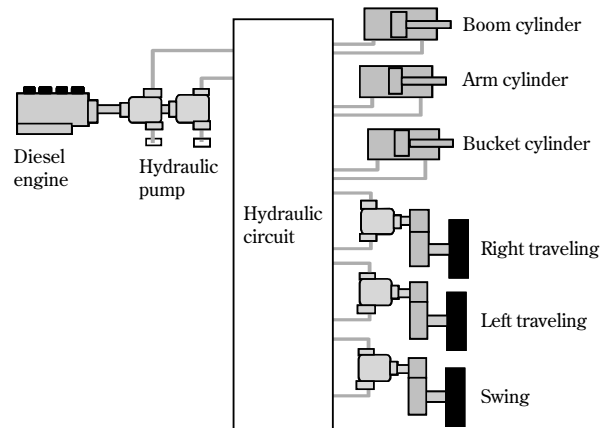 Boom cylinder
Arm cylinder
Bucket cylinder
Diesel
engine
Hydraulic
pump
Hydraulic
circuit
Right traveling
Left traveling
Swing